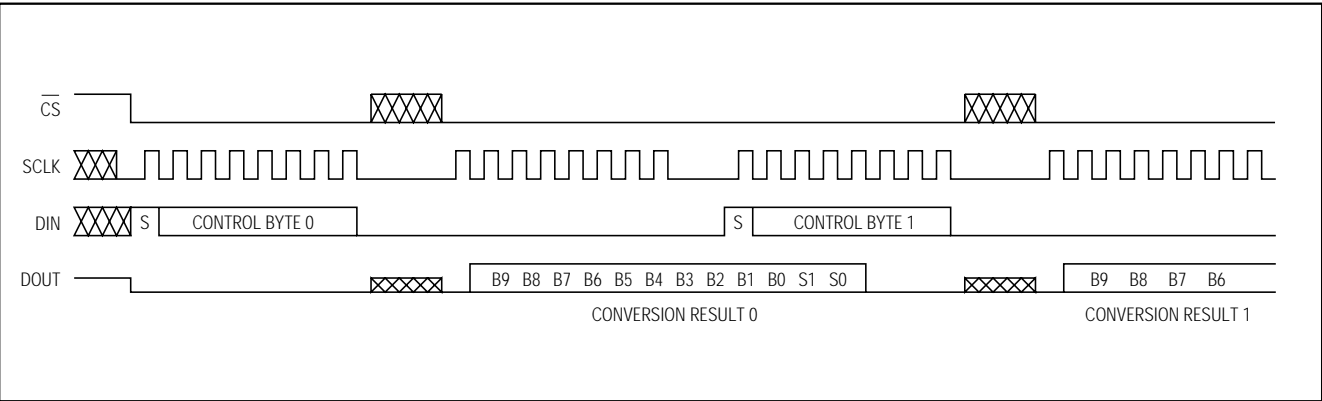 CS
SCLK
DIN S CONTROL BYTE 0 S CONTROL BYTE 1
DOUT B9 B8 B7 B6 B5 B4 B3 B2 B1 B0 S1 S0 B9 B8 B7 B6
CONVERSION RESULT 0 CONVERSION RESULT 1